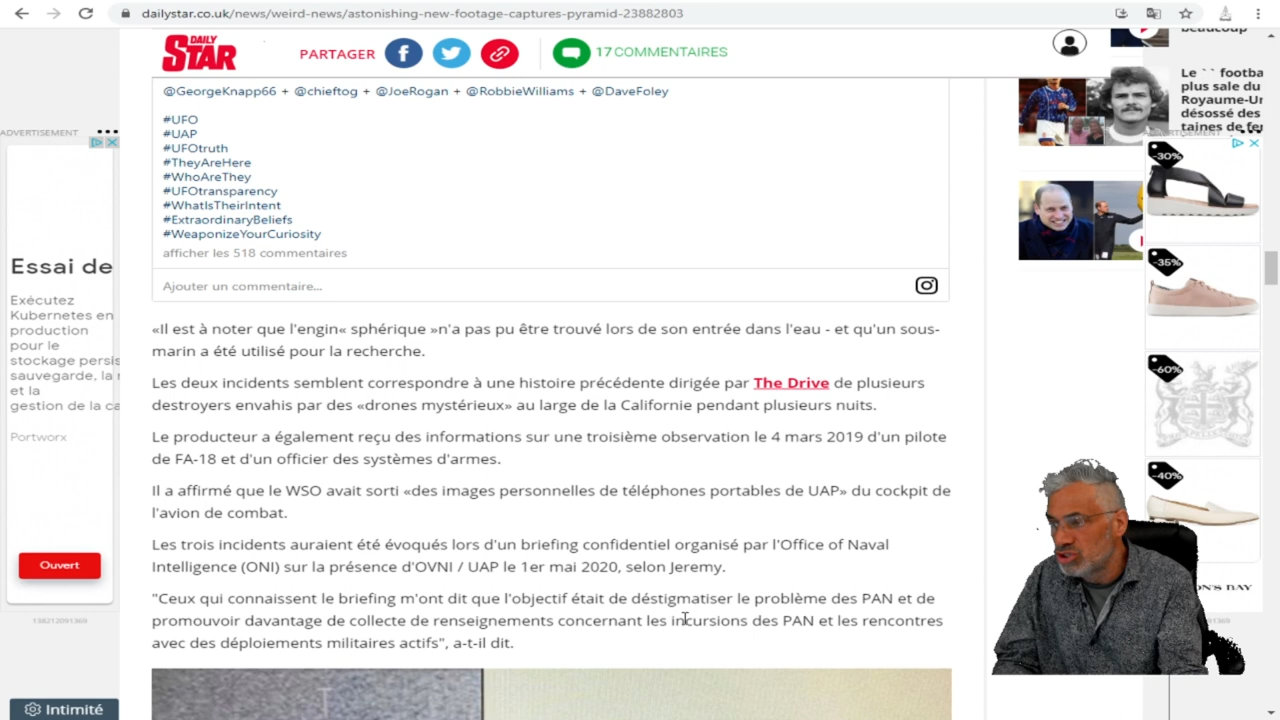 dailystar.co.uk/news/weird-news/astonishing-new-footage-captures-pyramid-23882803
DAILY
STAR
PARTAGER
17 COMMENTAIRES
beaucoup
@GeorgeKnapp66 + @chieftog + @JoeRogan + @RobbieWilliams + @DaveFoley
#UFO
#UAP
#UFOtruth
#TheyAreHere
#WhoAreThey
#UFOtransparency
#WhatIsTheirIntent
#ExtraordinaryBeliefs
#WeaponizeYourCuriosity
afficher les 518 commentaires
Ajouter un commentaire...
«Il est à noter que l'engin« sphérique »n'a pas pu être trouvé lors de son entrée dans l'eau - et qu'un sous-
marin a été utilisé pour la recherche.
Les deux incidents semblent correspondre à une histoire précédente dirigée par The Drive de plusieurs
destroyers envahis par des «drones mystérieux» au large de la Californie pendant plusieurs nuits.
Le producteur a également reçu des informations sur une troisième observation le 4 mars 2019 d'un pilote
de FA-18 et d'un officier des systèmes d'armes.
Il a affirmé que le WSO avait sorti «des images personnelles de téléphones portables de UAP» du cockpit de
l'avion de combat.
Les trois incidents auraient été évoqués lors d'un briefing confidentiel organisé par l'Office of Naval
Intelligence (ONI) sur la présence d'OVNI / UAP le 1er mai 2020, selon Jeremy.
"Ceux qui connaissent le briefing m'ont dit que l'objectif était de déstigmatiser le problème des PAN et de
promouvoir davantage de collecte de renseignements concernant les incursions des PAN et les rencontres
avec des déploiements militaires actifs", a-t-il dit.
ADVERTISEMENT
Essai de
Exécutez
Kubernetes en
production
pour le
stockage persis
sauvegarde, la
et la
gestion de la ca
Portworx
Ouvert
138212091369
Intimité
Le `` footba
plus sale du
Royaume-Ur
désossé des
taines de fer
ADVERTISEMENT
-30%
-35%
-60%
-40%
ON'S BAY